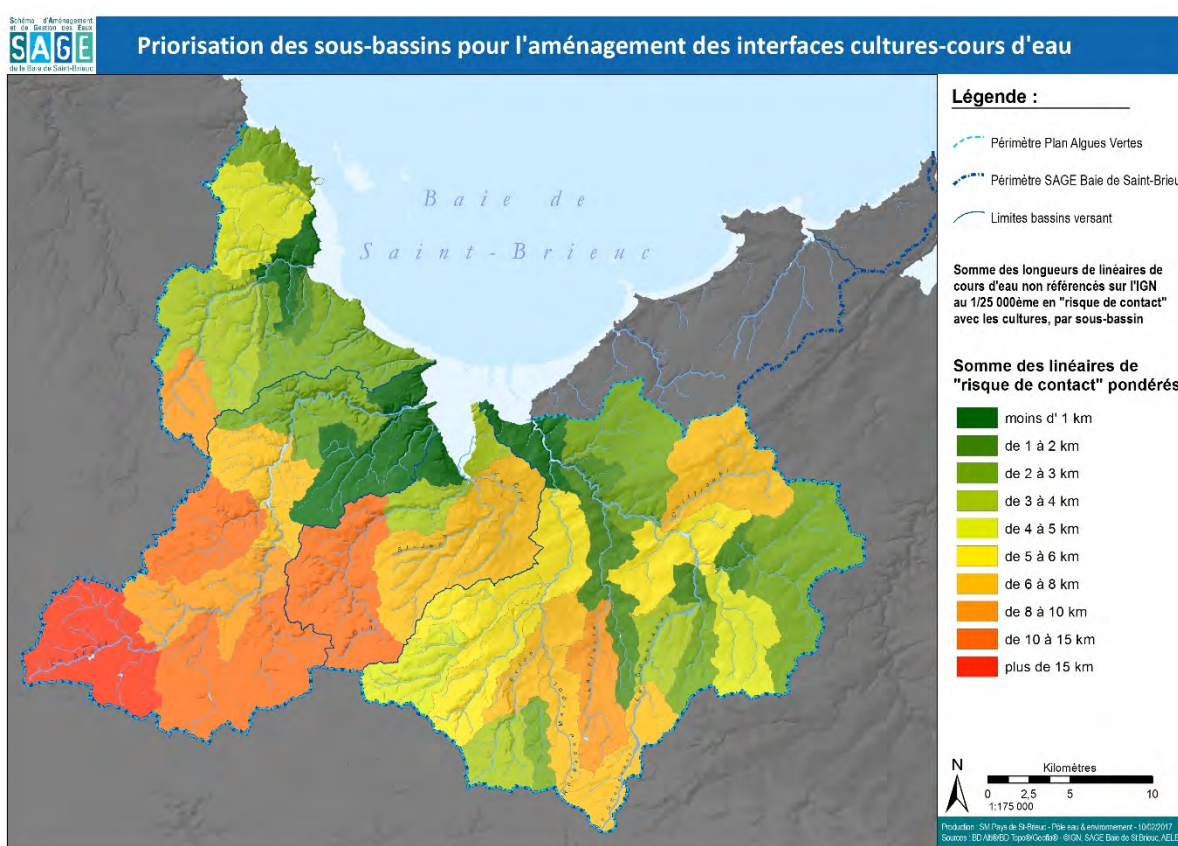 Schéma d'Aménagement
et de Gestion des Eaux
SAGE
de la Baie de Saint-Brieuc
Priorisation des sous-bassins pour l'aménagement des interfaces cultures-cours d'eau
Baie de
Saint-Brieuc
Légende :
Périmètre Plan Algues Vertes
Périmètre SAGE Baie de Saint-Brieu
Limites bassins versant
Somme des longueurs de linéaires de
cours d'eau non référencés sur l'IGN
au 1/25 000ème en "risque de contact"
avec les cultures, par sous-bassin
Somme des linéaires de
"risque de contact" pondérés
moins d' 1 km
de 1 à 2 km
de 2 à 3 km
de 3 à 4 km
de 4 à 5 km
de 5 à 6 km
de 6 à 8 km
de 8 à 10 km
de 10 à 15 km
plus de 15 km
N
Kilomètres
0 2,5 5 10
1:175 000
Production : SM Pays de St-Brieuc - Pôle eau & environnement - 10/02/2017